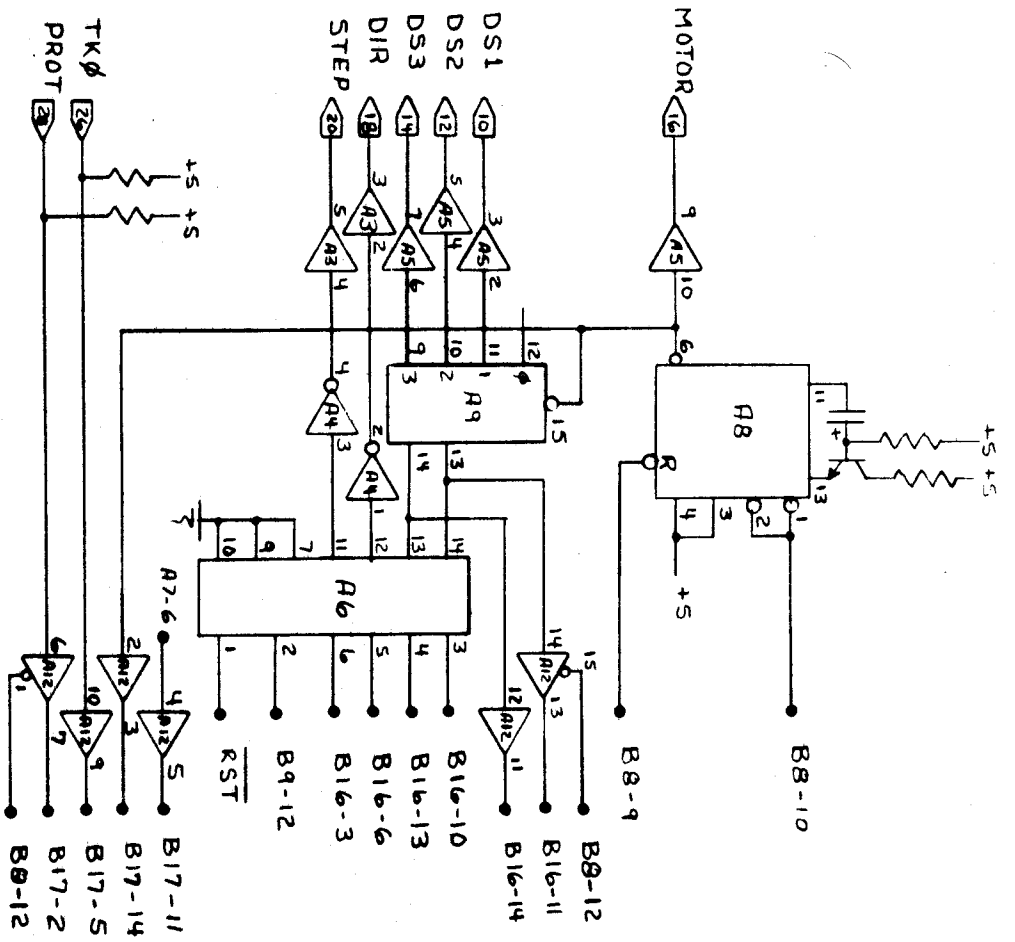 MOTOR
DS1
DS2
DS3
DIR
STEP
TKØ
PROT
16
10
12
14
18
20
26
28
9
A5
10
3
A5
2
5
A5
4
7
A5
6
3
A3
2
5
A3
4
+5
+5
6
A8
11
+
13
R
4
3
2
1
+5
+5
+5
12
11
10
9
Ø
1
2
3
A9
15
14
13
4
A4
3
2
A4
1
10
9
7
11
12
13
14
A6
1
2
6
5
4
3
A7-6
6
A12
1
7
10
A12
9
2
A12
3
4
A12
5
12
A12
11
14
A12
15
13
B8-10
B8-9
B8-12
B16-11
B16-14
B16-10
B16-13
B16-6
B16-3
B9-12
RST
B17-11
B17-14
B17-5
B17-2
B8-12